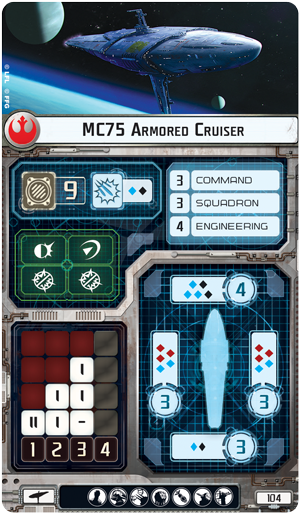 © LFL © FFG
MC75 ARMORED CRUISER
9
3 COMMAND
3 SQUADRON
4 ENGINEERING
4
3 3
3
I
I I
II I –
1 2 3 4
104